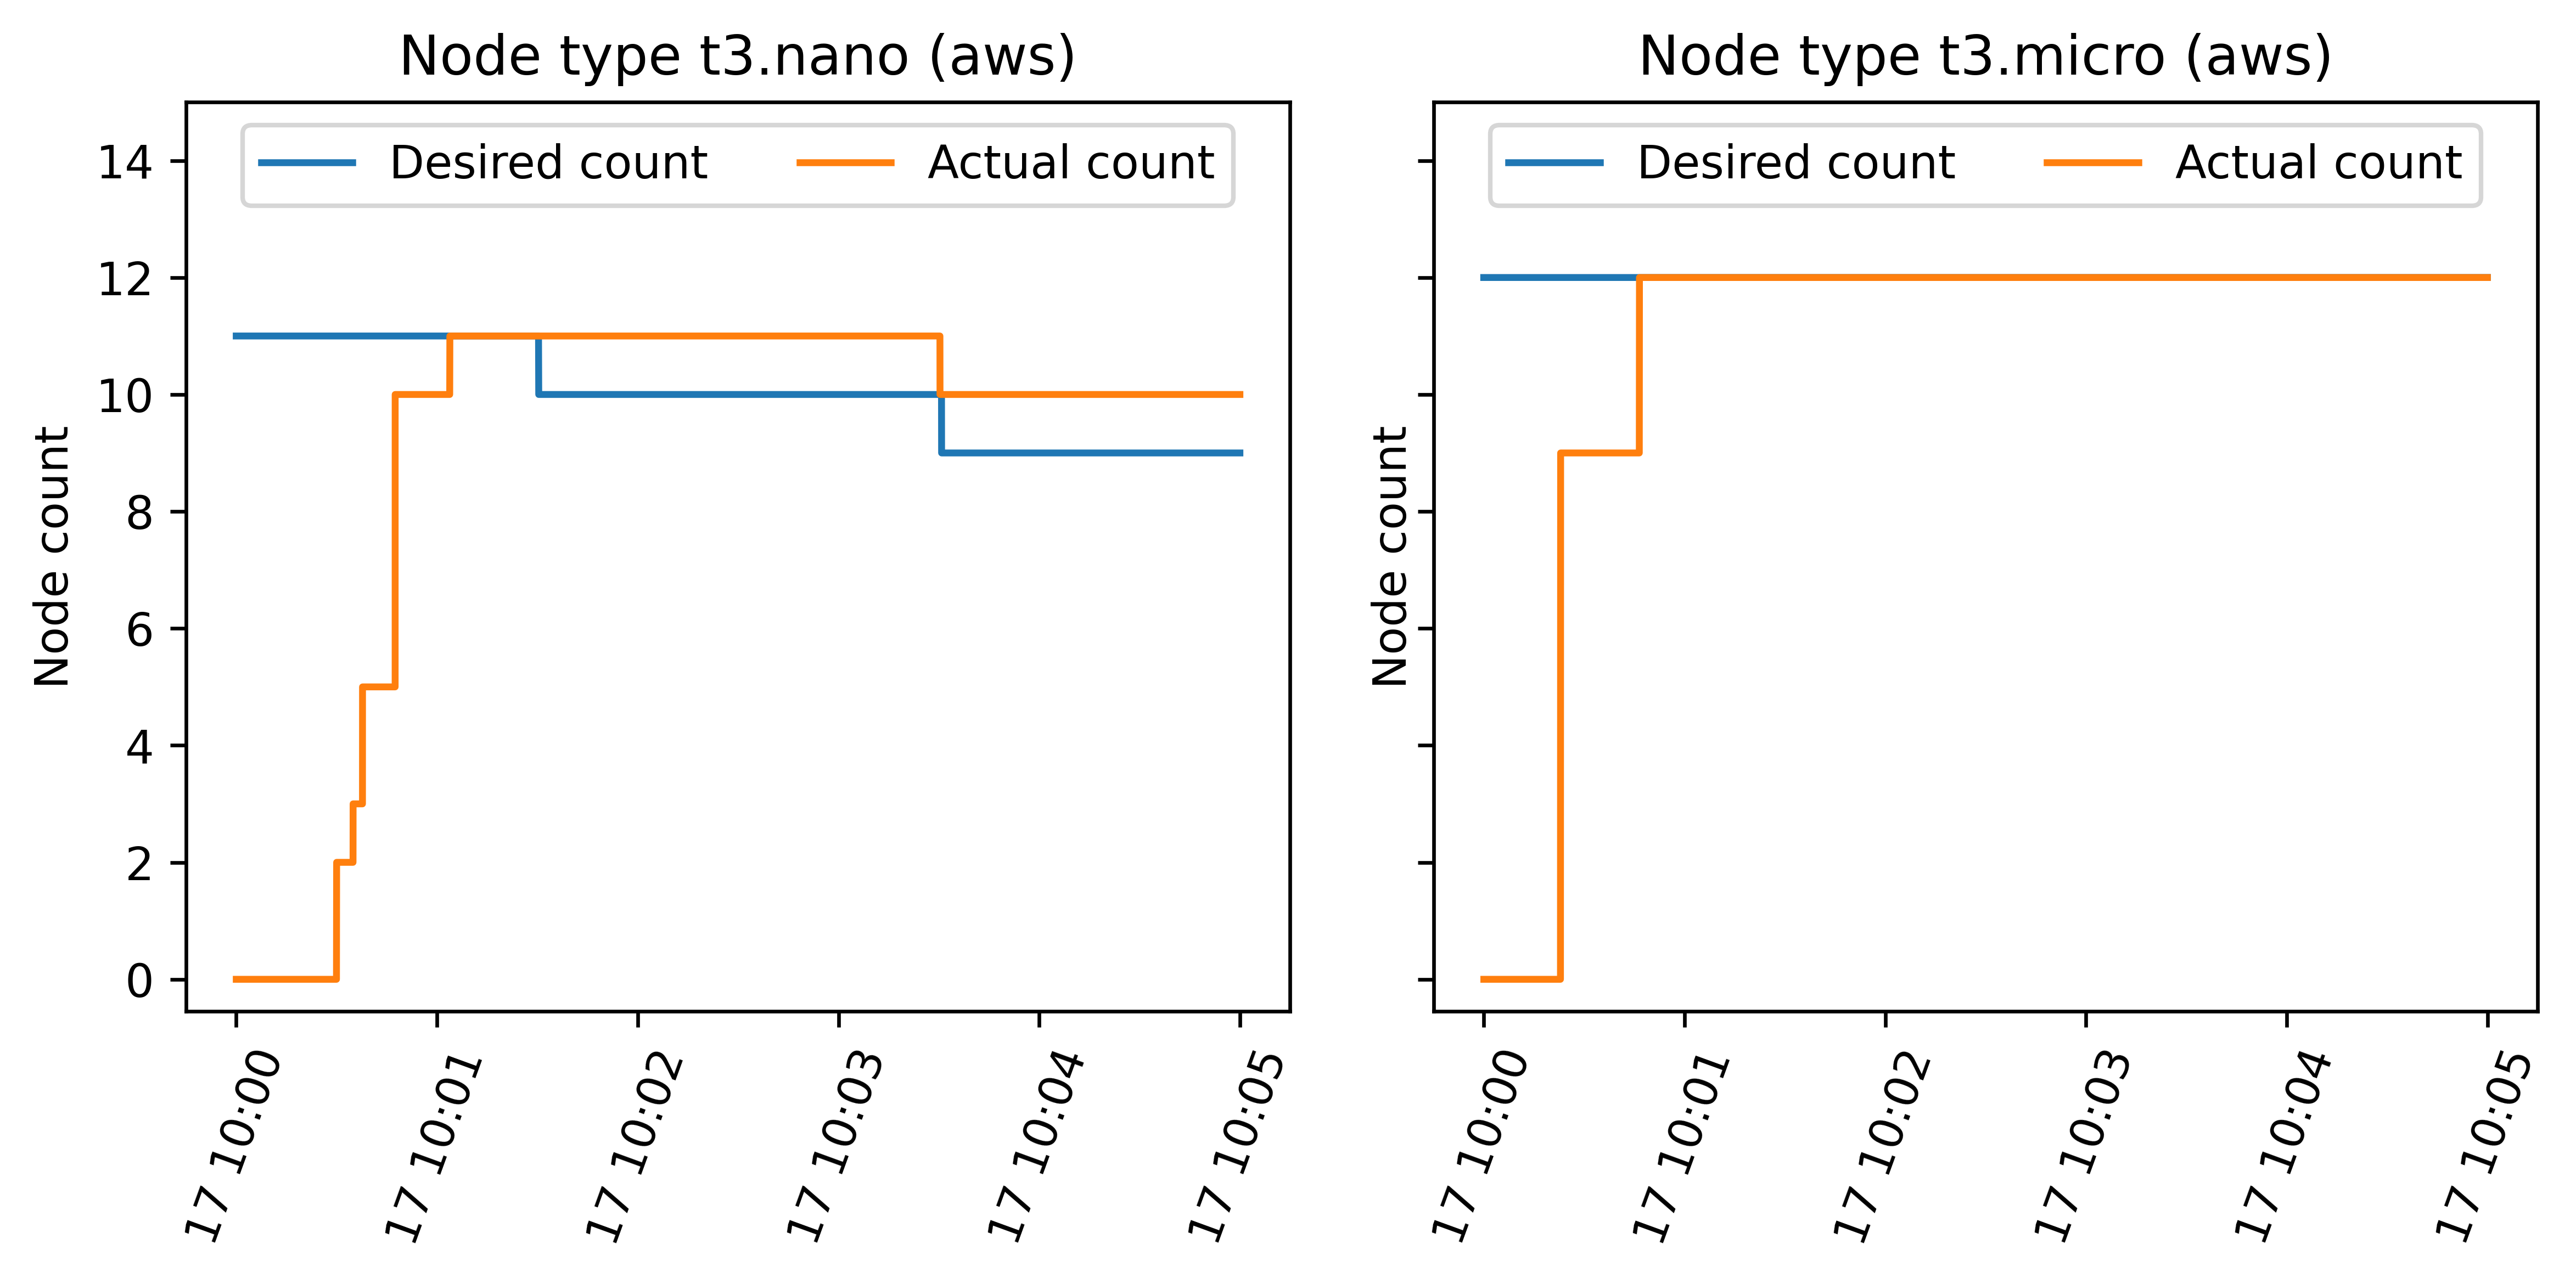 Node type t3.nano (aws)
Desired count
Actual count
Node count
14
12
10
8
6
4
2
0
17 10:00
17 10:01
17 10:02
17 10:03
17 10:04
17 10:05
Node type t3.micro (aws)
Desired count
Actual count
Node count
17 10:00
17 10:01
17 10:02
17 10:03
17 10:04
17 10:05